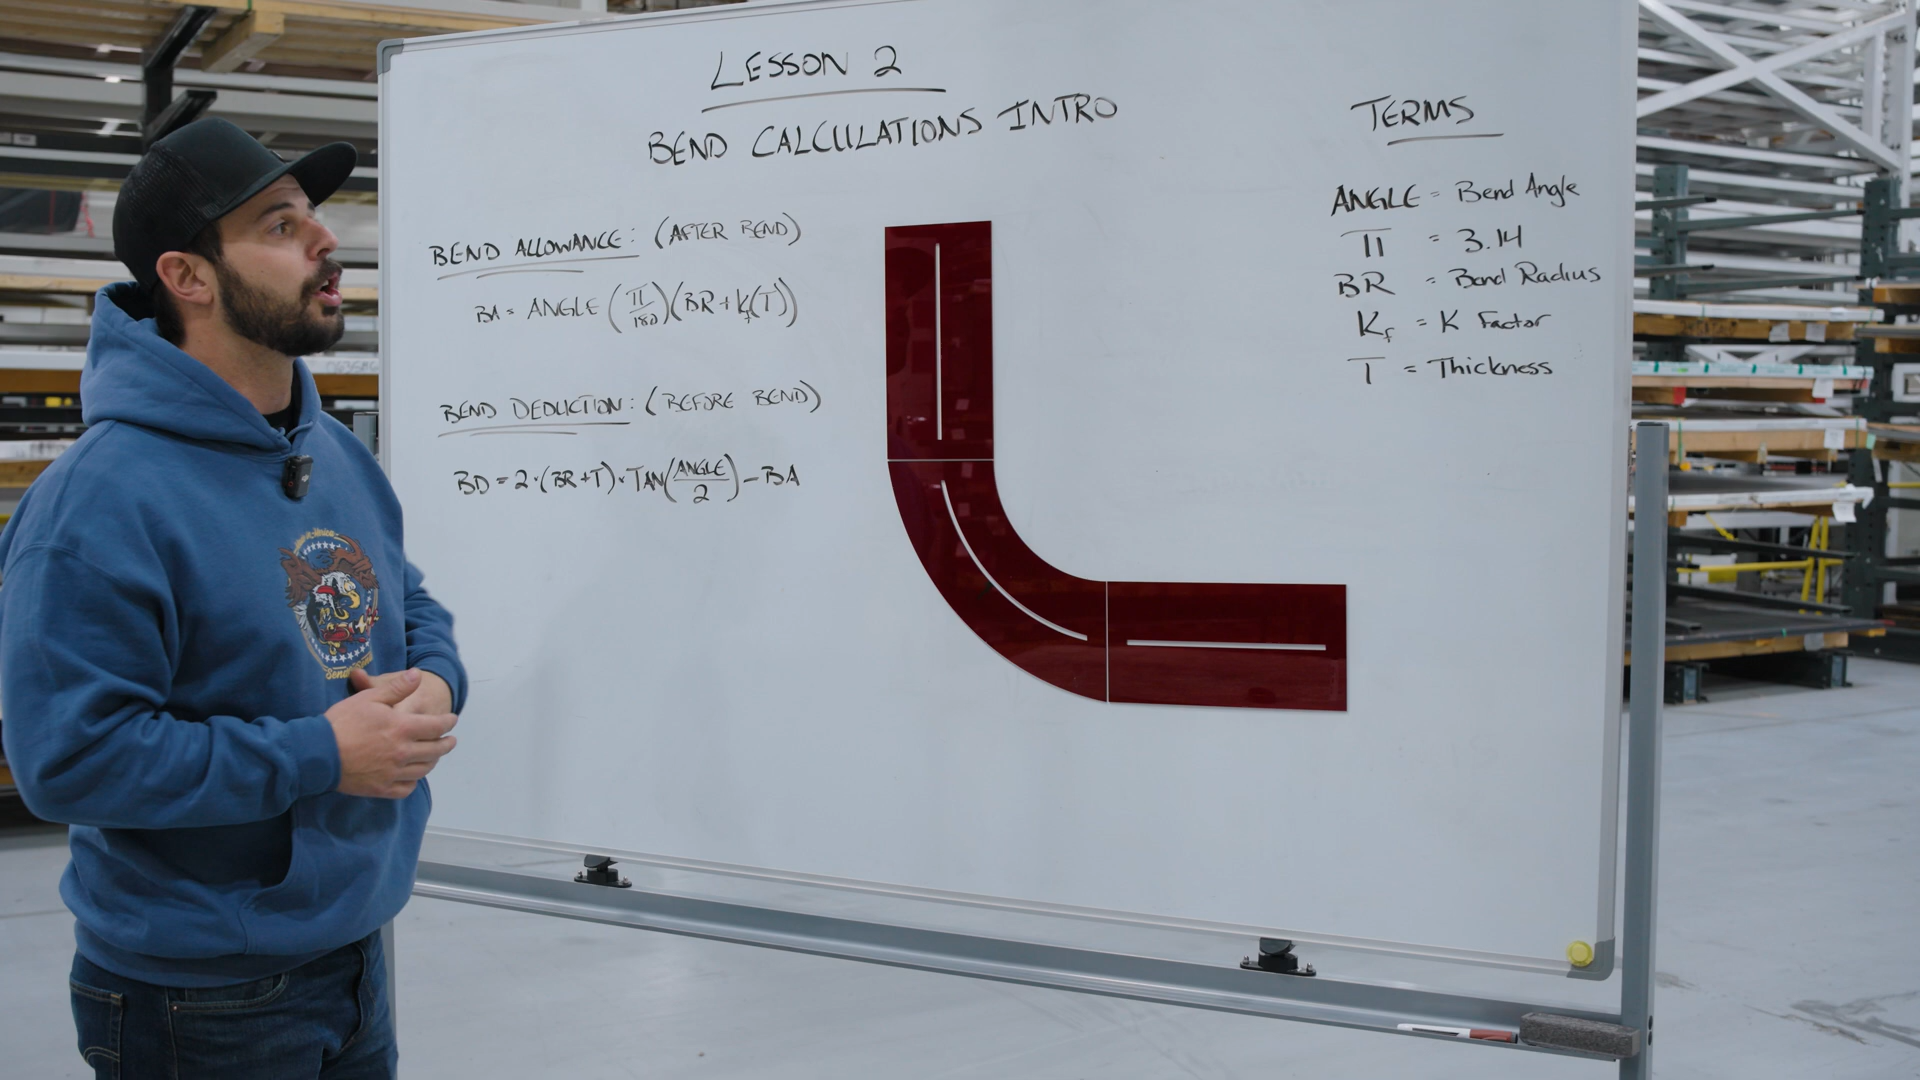 LESSON 2
BEND CALCULATIONS INTRO
BEND ALLOWANCE: (AFTER BEND)
BA = ANGLE (π/180)(BR + Kf(T))
BEND DEDUCTION: (BEFORE BEND)
BD = 2·(BR+T)·TAN(ANGLE/2) - BA
TERMS
ANGLE = Bend Angle
π = 3.14
BR = Bend Radius
Kf = K Factor
T = Thickness